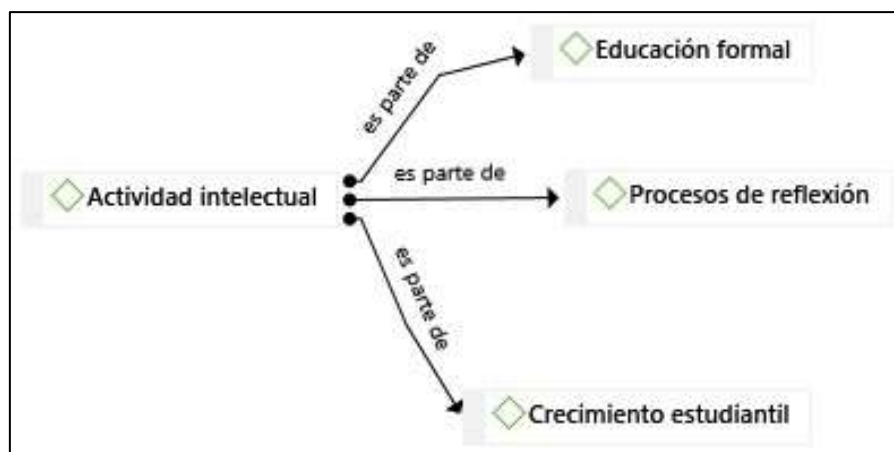 Educación formal
es parte de
es parte de
Actividad intelectual
Procesos de reflexión
es parte de
Crecimiento estudiantil